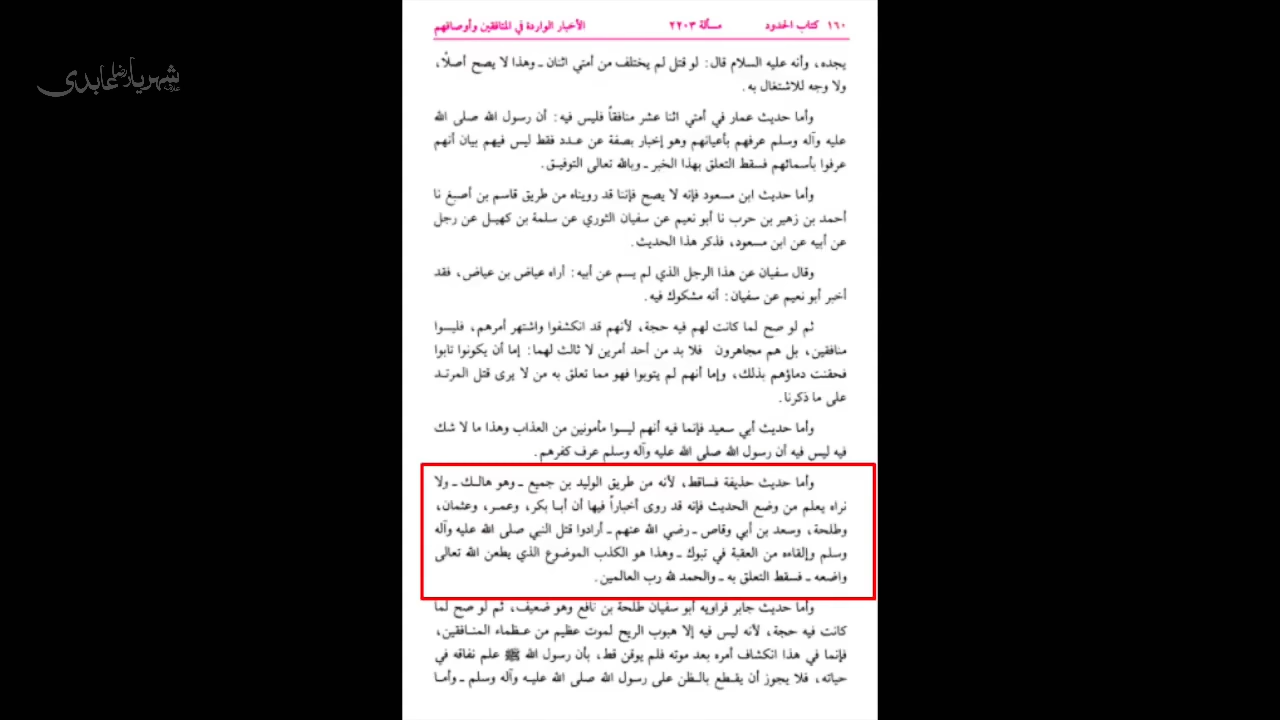 شهریار رضا عابدی
١٦٠ كتاب الحدود مسألة ٢٢٠٣ الأخبار الواردة في المنافقين وأوصافهم
يجده، وأنه عليه السلام قال: لو قتل لم يختلف من أمتي اثنان ـ وهذا لا يصح أصلًا،
ولا وجه للاشتغال به.
وأما حديث عمار في أمتي اثنا عشر منافقاً فليس فيه: أن رسول الله صلى الله
عليه وآله وسلم عرفهم بأعيانهم وهو إخبار بصفة عن عدد فقط ليس فيهم بيان أنهم
عرفوا بأسمائهم فسقط التعلق بهذا الخبر ـ وبالله تعالى التوفيق.
وأما حديث ابن مسعود فإنه لا يصح فإننا قد رويناه من طريق قاسم بن أصبغ نا
أحمد بن زهير بن حرب نا أبو نعيم عن سفيان الثوري عن سلمة بن كهيل عن رجل
عن أبيه عن ابن مسعود، فذكر هذا الحديث.
وقال سفيان عن هذا الرجل الذي لم يسم عن أبيه: أراه عياض بن عياض، فقد
أخبر أبو نعيم عن سفيان: أنه مشكوك فيه.
ثم لو صح لما كانت لهم فيه حجة، لأنهم قد انكشفوا واشتهر أمرهم، فليسوا
منافقين، بل هم مجاهرون فلا بد من أحد أمرين لا ثالث لهما: إما أن يكونوا تابوا
فحقنت دماؤهم بذلك، وإما أنهم لم يتوبوا فهو مما تعلق به من لا يرى قتل المرتد
على ما ذكرنا.
وأما حديث أبي سعيد فإنما فيه أنهم ليسوا مأمونين من العذاب وهذا ما لا شك
فيه ليس فيه أن رسول الله صلى الله عليه وآله وسلم عرف كفرهم.
وأما حديث حذيفة فساقط، لأنه من طريق الوليد بن جميع ـ وهو هالك ـ ولا
نراه يعلم من وضع الحديث فإنه قد روى أخباراً فيها أن أبا بكر، وعمر، وعثمان،
وطلحة، وسعد بن أبي وقاص ـ رضي الله عنهم ـ أرادوا قتل النبي صلى الله عليه وآله
وسلم وإلقاءه من العقبة في تبوك ـ وهذا هو الكذب الموضوع الذي يطعن الله تعالى
واضعه ـ فسقط التعلق به ـ والحمد لله رب العالمين.
وأما حديث جابر فراويه أبو سفيان طلحة بن نافع وهو ضعيف، ثم لو صح لما
كانت فيه حجة، لأنه ليس فيه إلا هبوب الريح لموت عظيم من عظماء المنافقين،
فإنما في هذا انكشاف أمره بعد موته فلم يوقن قط، بأن رسول الله ﷺ علم نفاقه في
حياته، فلا يجوز أن يقطع بالظن على رسول الله صلى الله عليه وآله وسلم ـ وأما